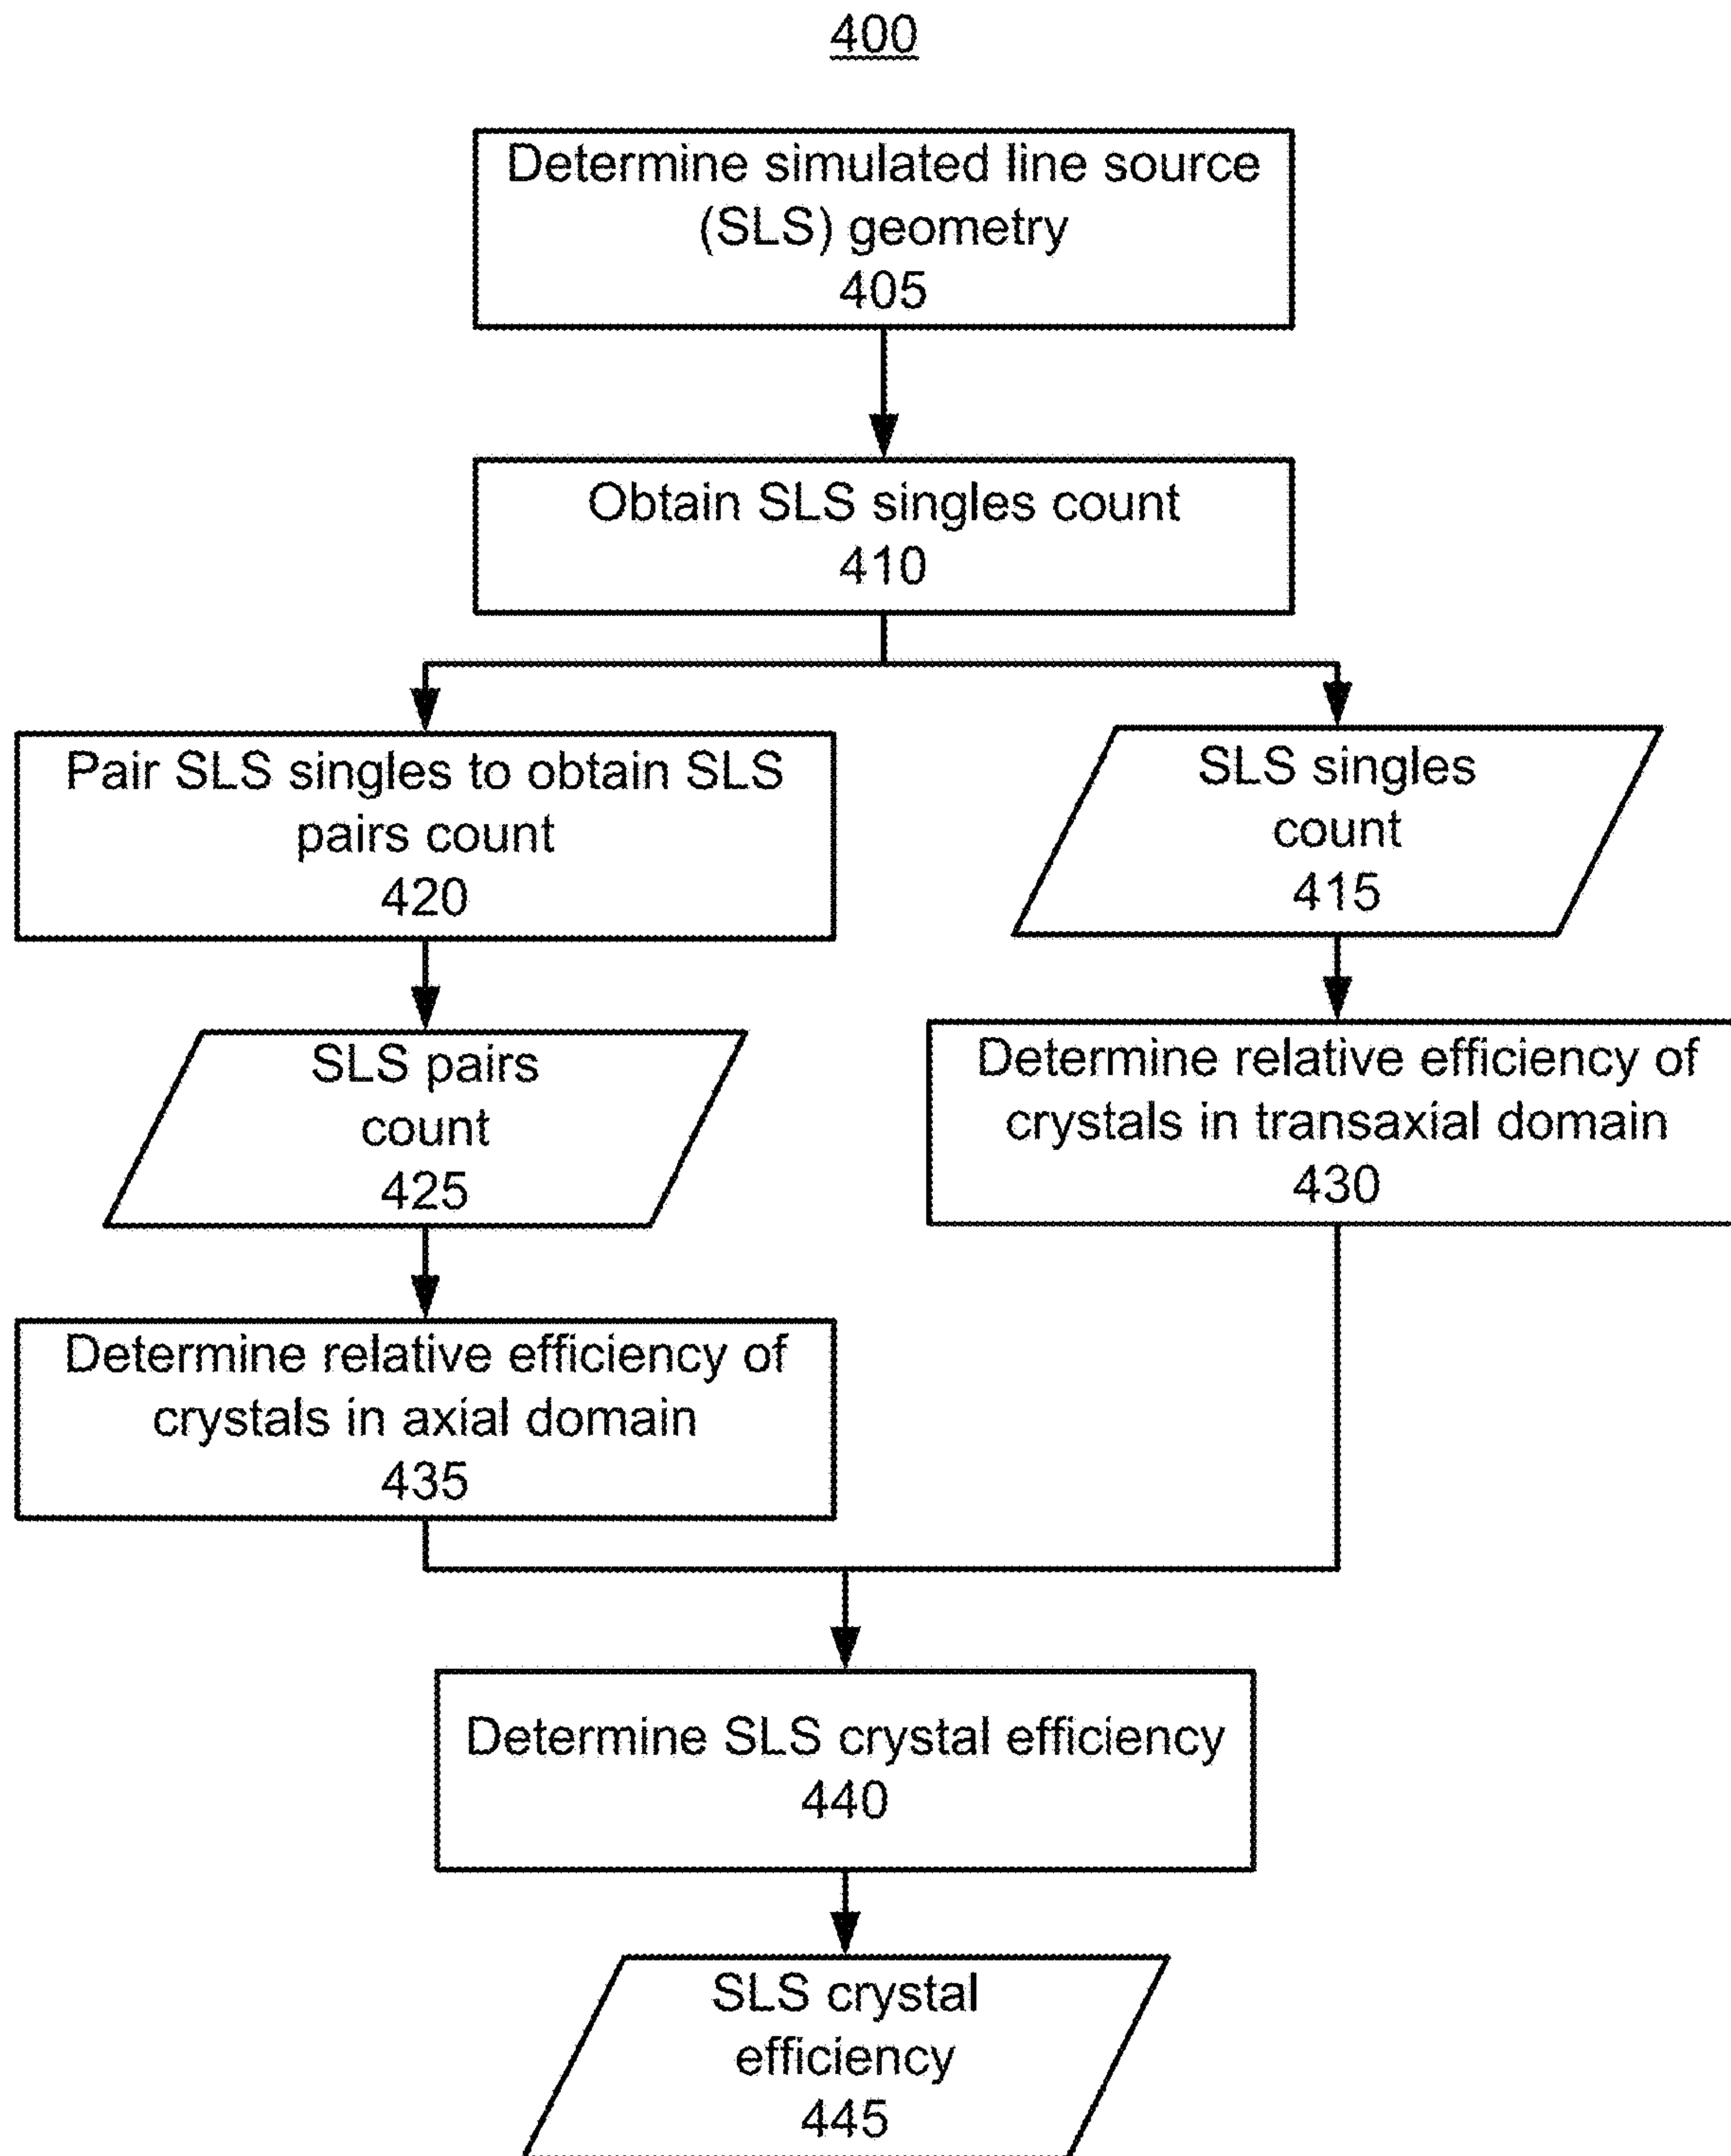 400
Determine simulated line source
(SLS) geometry
405
Obtain SLS singles count
410
Pair SLS singles to obtain SLS
pairs count
420
SLS singles
count
415
SLS pairs
count
425
Determine relative efficiency of
crystals in transaxial domain
430
Determine relative efficiency of
crystals in axial domain
435
Determine SLS crystal efficiency
440
SLS crystal
efficiency
445